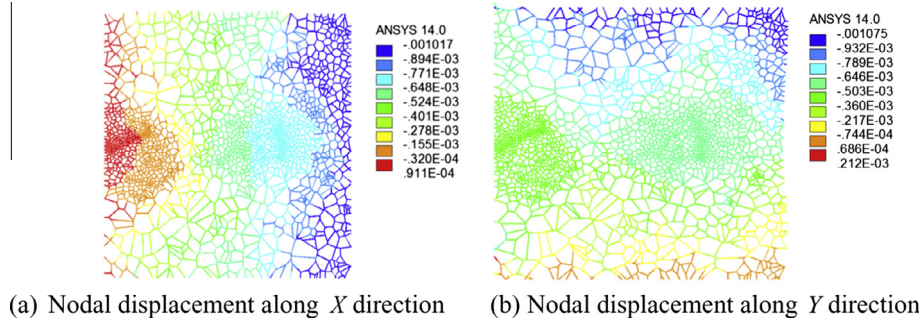 ANSYS 14.0
-.001017
-.894E-03
-.771E-03
-.648E-03
-.524E-03
-.401E-03
-.278E-03
-.155E-03
-.320E-04
.911E-04
ANSYS 14.0
-.001075
-.932E-03
-.789E-03
-.646E-03
-.503E-03
-.360E-03
-.217E-03
-.744E-04
.686E-04
.212E-03
(a) Nodal displacement along X direction
(b) Nodal displacement along Y direction